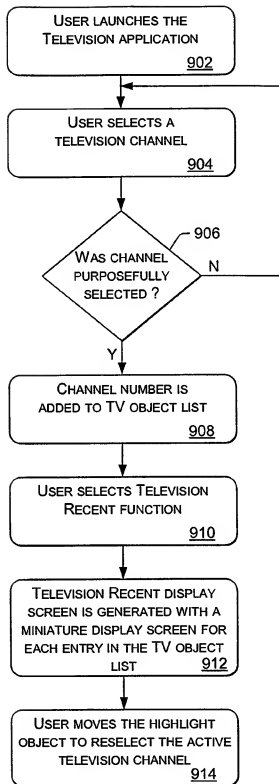 USER LAUNCHES THE
TELEVISION APPLICATION
902
USER SELECTS A
TELEVISION CHANNEL
904
906
WAS CHANNEL
PURPOSEFULLY
SELECTED ?
N
Y
CHANNEL NUMBER IS
ADDED TO TV OBJECT LIST
908
USER SELECTS TELEVISION
RECENT FUNCTION
910
TELEVISION RECENT DISPLAY
SCREEN IS GENERATED WITH A
MINIATURE DISPLAY SCREEN FOR
EACH ENTRY IN THE TV OBJECT
LIST 912
USER MOVES THE HIGHLIGHT
OBJECT TO RESELECT THE ACTIVE
TELEVISION CHANNEL
914